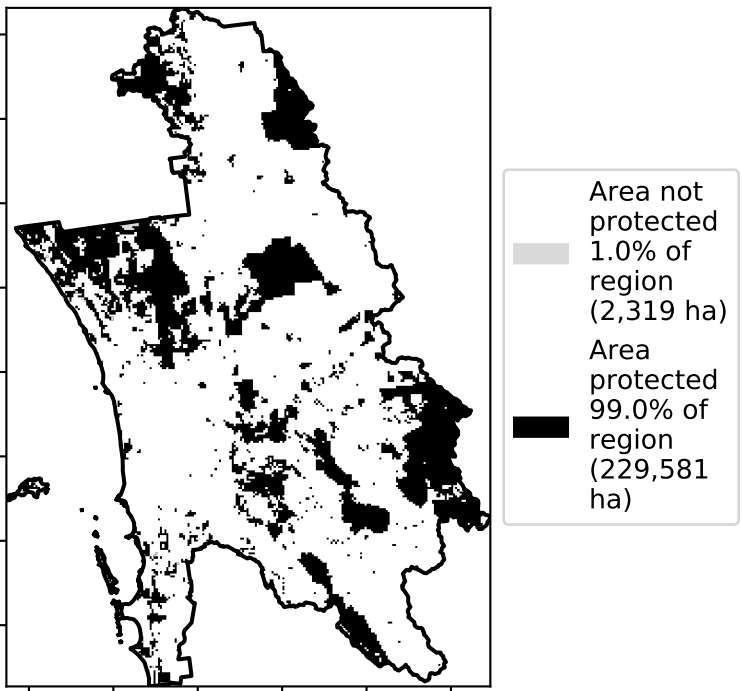 Area not
protected
1.0% of
region
(2,319 ha)
Area
protected
99.0% of
region
(229,581
ha)